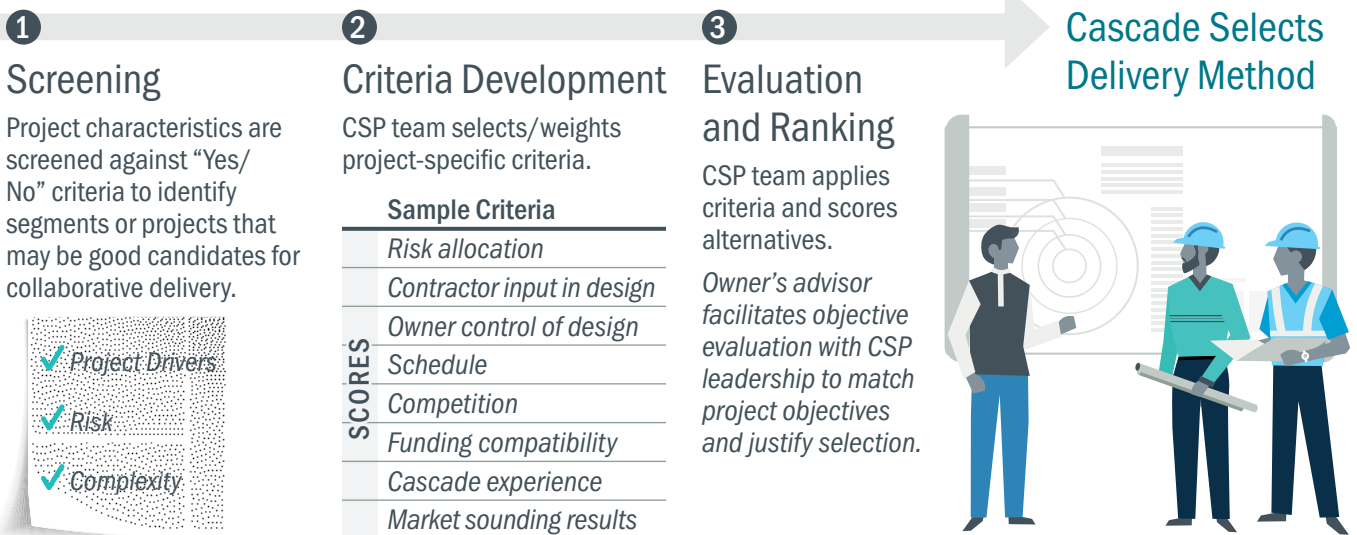 1
Screening
Project characteristics are
screened against “Yes/
No” criteria to identify
segments or projects that
may be good candidates for
collaborative delivery.
Project Drivers
Risk
Complexity
2
Criteria Development
CSP team selects/weights
project-specific criteria.
Sample Criteria
SCORES
Risk allocation
Contractor input in design
Owner control of design
Schedule
Competition
Funding compatibility
Cascade experience
Market sounding results
3
Evaluation
and Ranking
CSP team applies
criteria and scores
alternatives.
Owner’s advisor
facilitates objective
evaluation with CSP
leadership to match
project objectives
and justify selection.
Cascade Selects
Delivery Method